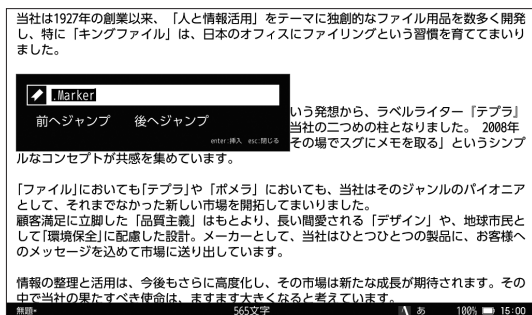 当社は1927年の創業以来、「人と情報活用」をテーマに独創的なファイル用品を数多く開発
し、特に「キングファイル」は、日本のオフィスにファイリングという習慣を育ててまいり
ました。
.Marker
前へジャンプ 後へジャンプ
enter:挿入 esc:閉じる
いう発想から、ラベルライター『テプラ』
当社の二つめの柱となりました。 2008年
その場でスグにメモを取る」というシンプ
ルなコンセプトが共感を集めています。
「ファイル」においても「テプラ」や「ポメラ」においても、当社はそのジャンルのパイオニア
として、それまでなかった新しい市場を開拓してまいりました。
顧客満足に立脚した「品質主義」はもとより、長い間愛される「デザイン」や、地球市民と
して「環境保全」に配慮した設計。メーカーとして、当社はひとつひとつの製品に、お客様へ
のメッセージを込めて市場に送り出しています。
情報の整理と活用は、今後もさらに高度化し、その市場は新たな成長が期待されます。その
中で当社の果たすべき使命は、ますます大きくなると考えています。
無題* 565文字 あ 100% 15:00